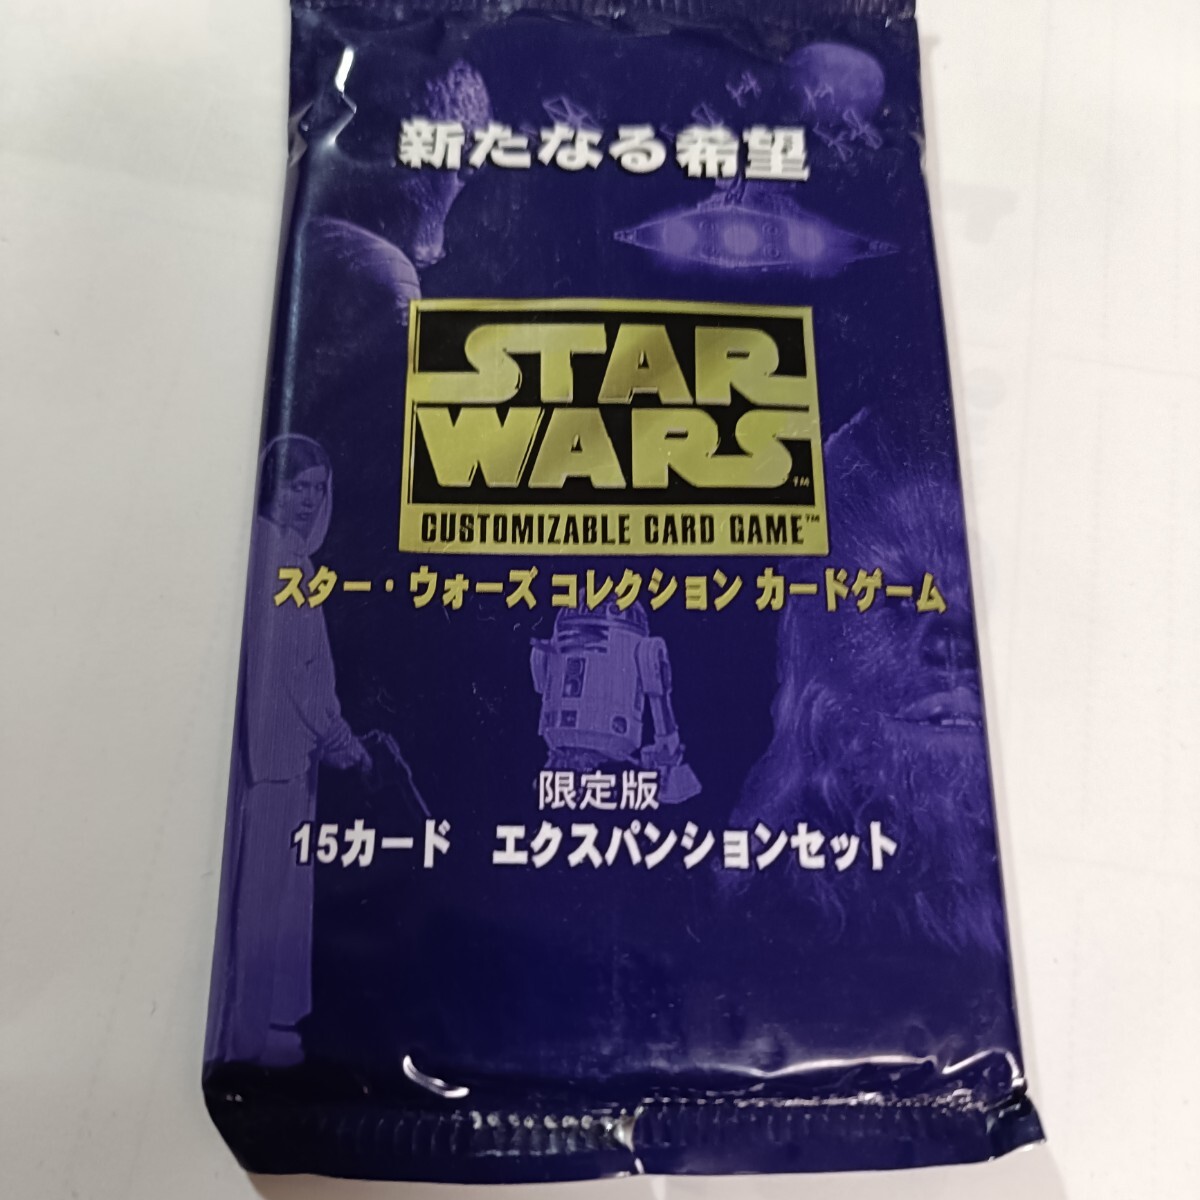 新たなる希望
STAR
WARS™
CUSTOMIZABLE CARD GAME™
スター・ウォーズ コレクション カードゲーム
限定版
15カード エクスパンションセット